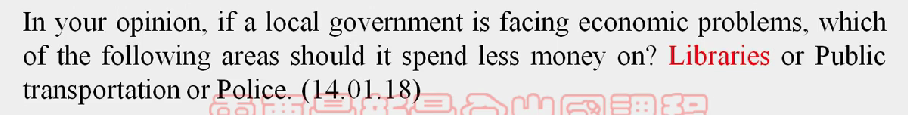 In your opinion, if a local government is facing economic problems, which
of the following areas should it spend less money on? Libraries or Public
transportation or Police. (14.01.18)